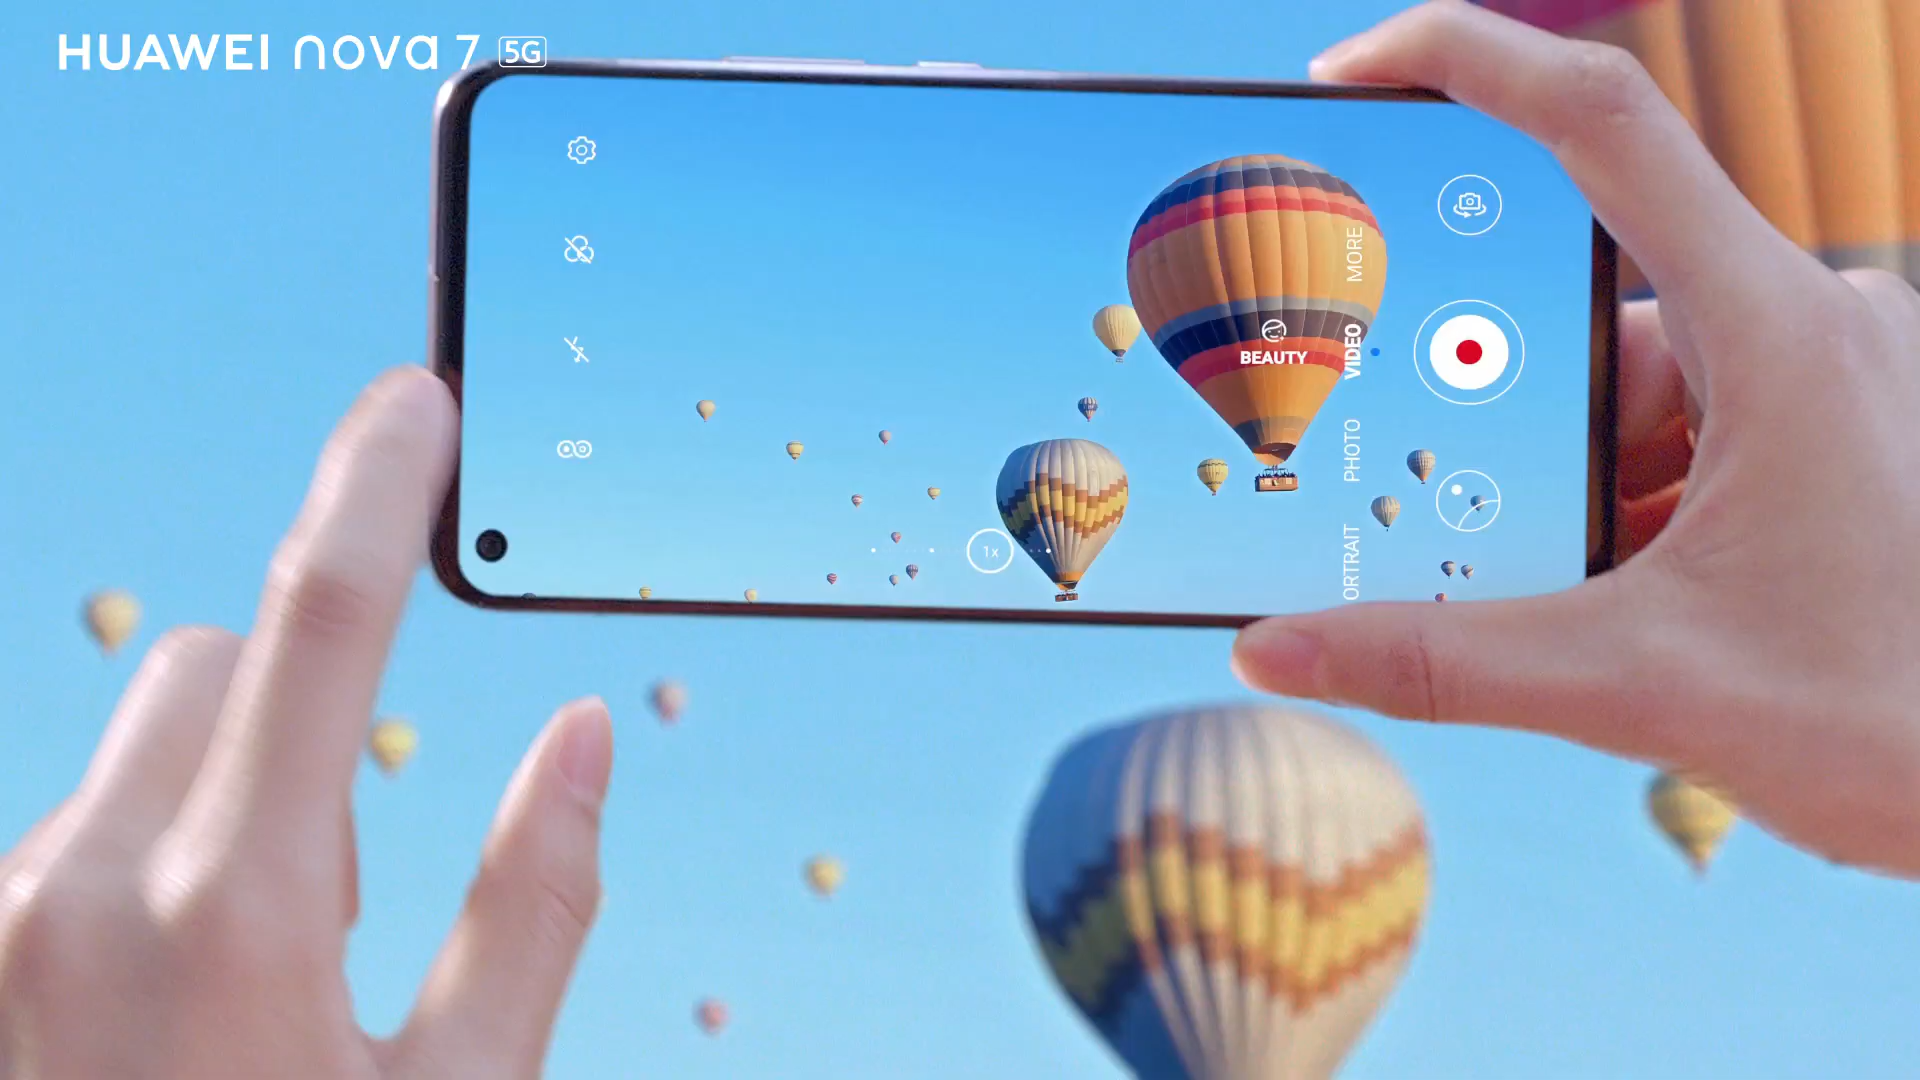 HUAWEI nova 7 5G
MORE
BEAUTY
VIDEO
PHOTO
1x
ORTRAIT